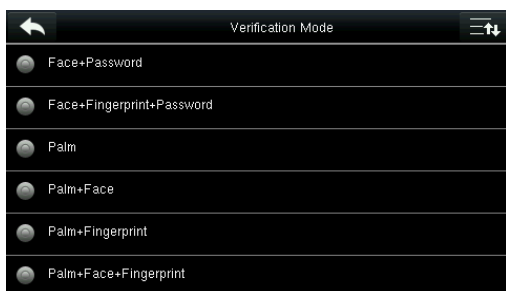 Verification Mode
Face+Password
Face+Fingerprint+Password
Palm
Palm+Face
Palm+Fingerprint
Palm+Face+Fingerprint